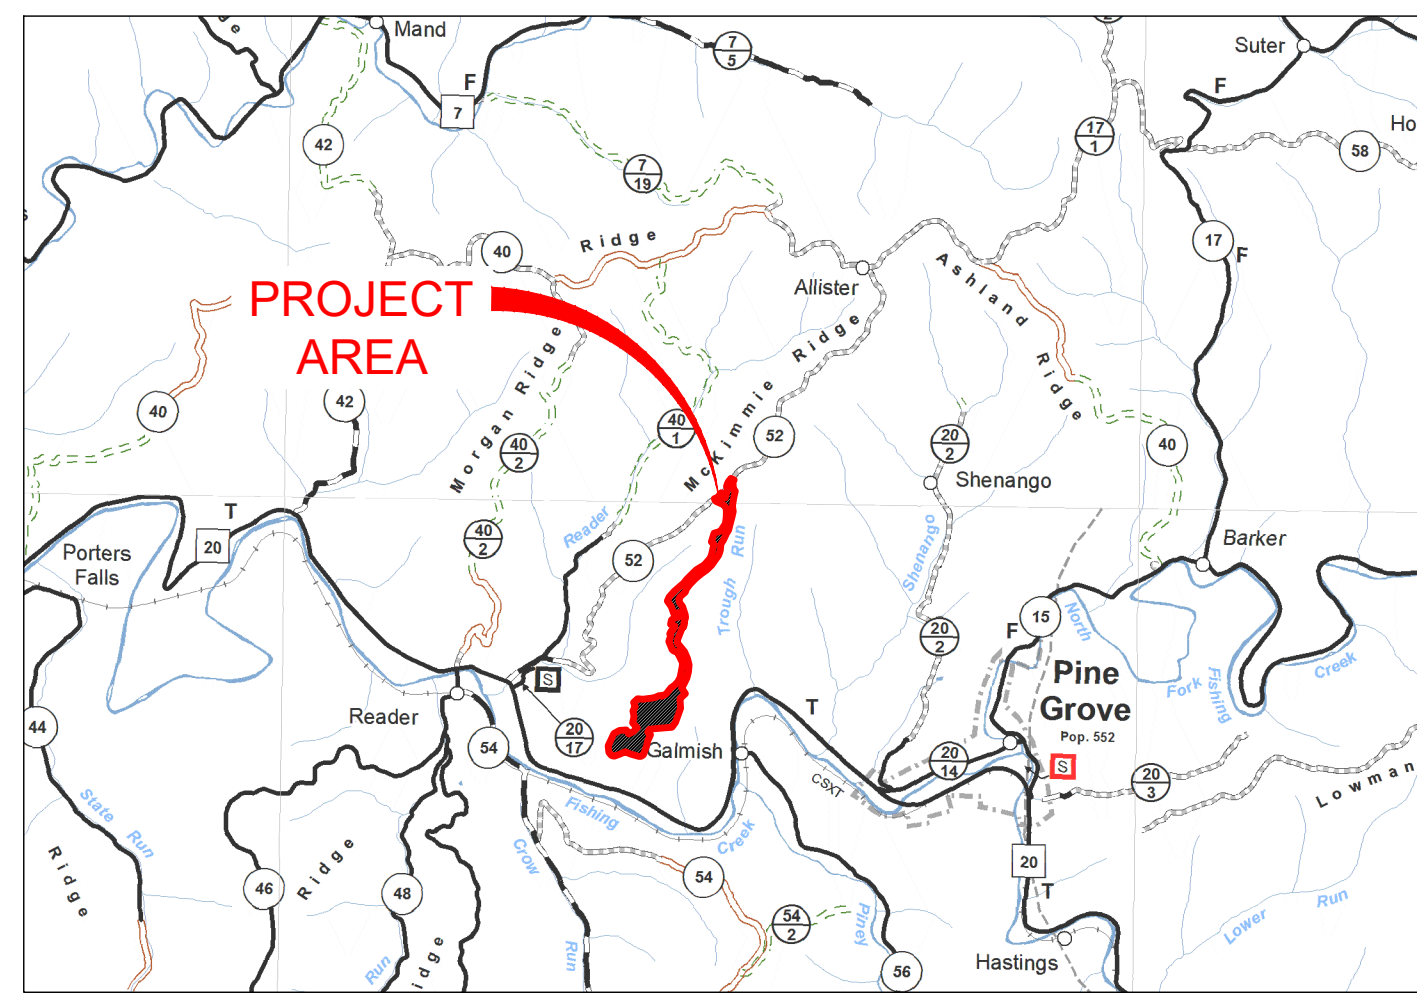 Mand
F
7
7
5
2
Suter
F
Ho
42
17
1
58
7
19
Ridge
40
17
F
Allister
Ashland
Ridge
PROJECT
AREA
Morgan Ridge
McKimmie Ridge
40
42
40
1
40
2
52
20
2
Shenango
40
T
20
Porters
Falls
Reader
40
2
52
Trough Run
Shenango
Barker
15
North
Fork
Fishing
Creek
F
20
2
Pine
Grove
Pop. 552
S
44
Reader
54
20
17
Galmish
T
20
14
S
20
3
CSXT
Lowman
State Run
Fishing
Creek
Crow
Run
Ridge
46
Ridge
48
54
54
2
Piney
56
20
T
Hastings
Lower Run
Run
idge